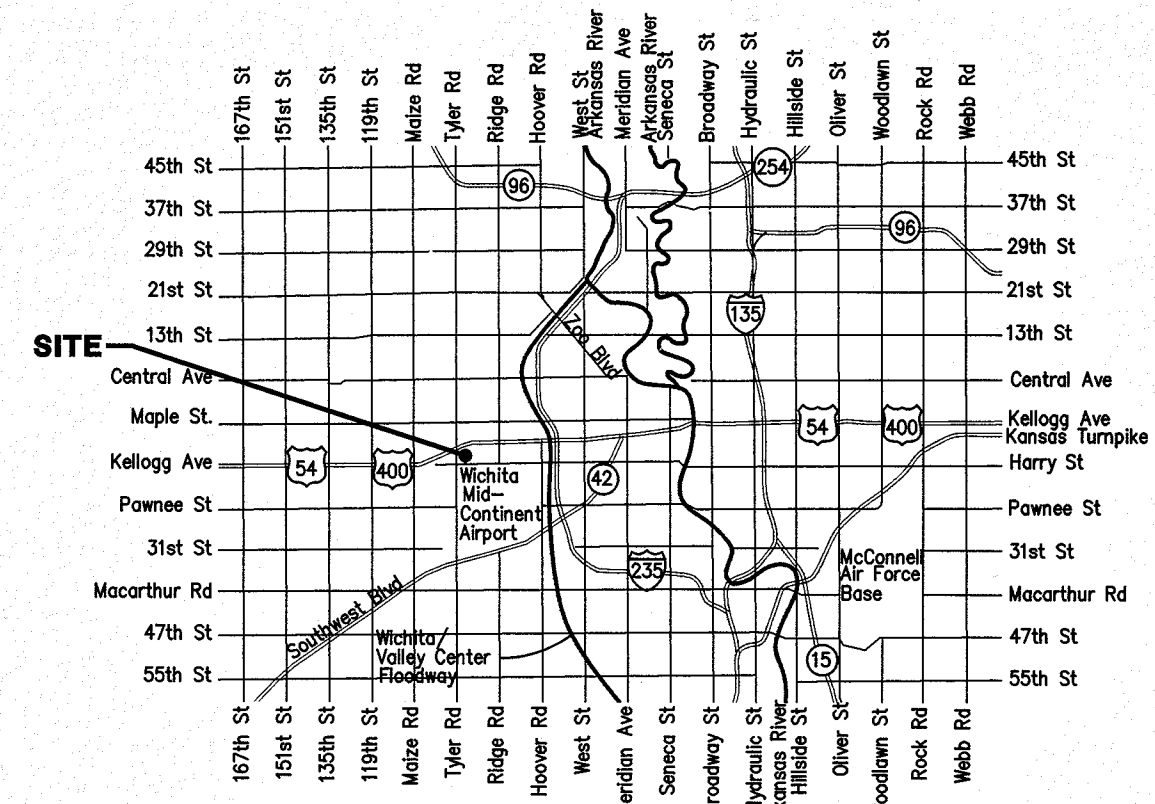 167th St
151st St
135th St
119th St
Maize Rd
Tyler Rd
Ridge Rd
Hoover Rd
West St
Arkansas River
Meridian Ave
Arkansas River
Seneca St
Broadway St
Hydraulic St
Hillside St
Oliver St
Woodlawn St
Rock Rd
Webb Rd
45th St
254
45th St
96
37th St
37th St
96
29th St
29th St
21st St
21st St
135
13th St
Zoo Blvd
13th St
SITE
Central Ave
Central Ave
Maple St.
54
400
Kellogg Ave
Kansas Turnpike
Kellogg Ave
54
400
Harry St
Wichita
Mid-
Continent
Airport
42
Pawnee St
Pawnee St
31st St
31st St
235
McConnell
Air Force
Base
Macarthur Rd
Macarthur Rd
Southwest Blvd
47th St
Wichita/
Valley Center
Floodway
47th St
15
55th St
55th St
167th St
151st St
135th St
119th St
Maize Rd
Tyler Rd
Ridge Rd
Hoover Rd
West St
eridian Ave
Seneca St
roadway St
ydraulic St
kansas River
Hillside St
Oliver St
oodlawn St
Rock Rd
Webb Rd